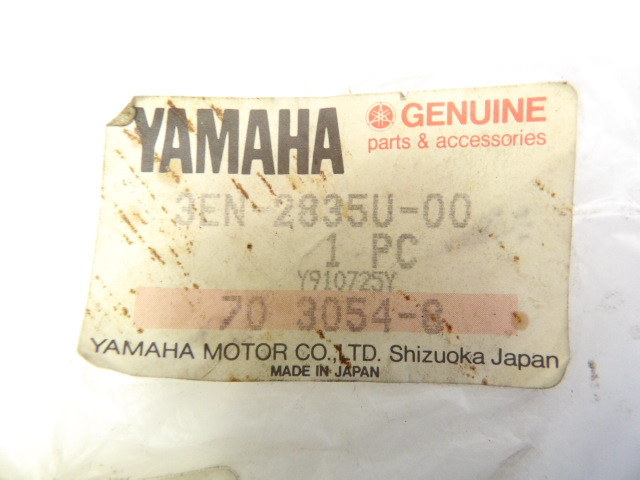 YAMAHA GENUINE
parts & accessories
3EN-2835U-00
1 PC
Y910725Y
70 3054-8
YAMAHA MOTOR CO.,LTD. Shizuoka Japan
MADE IN JAPAN